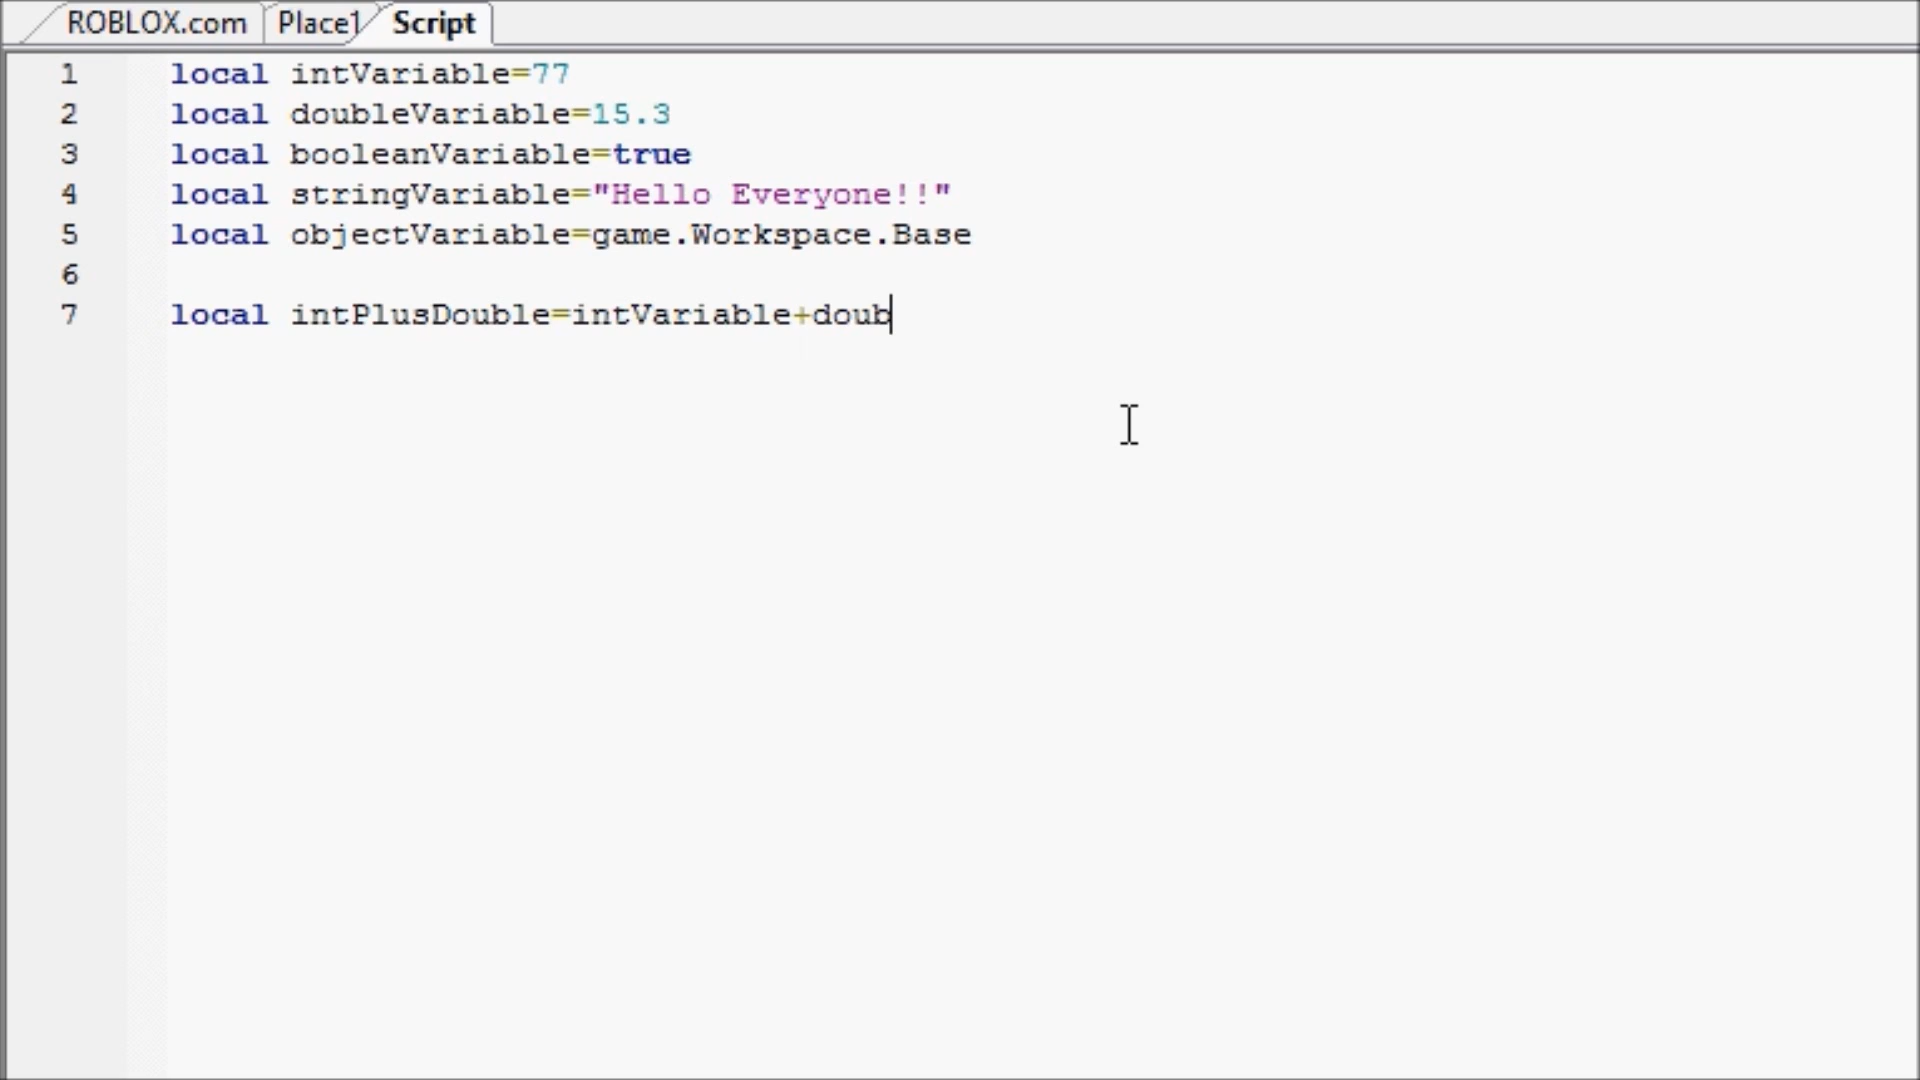 ROBLOX.com Place1 Script
1 local intVariable=77
2 local doubleVariable=15.3
3 local booleanVariable=true
4 local stringVariable="Hello Everyone!!"
5 local objectVariable=game.Workspace.Base
6
7 local intPlusDouble=intVariable+doub